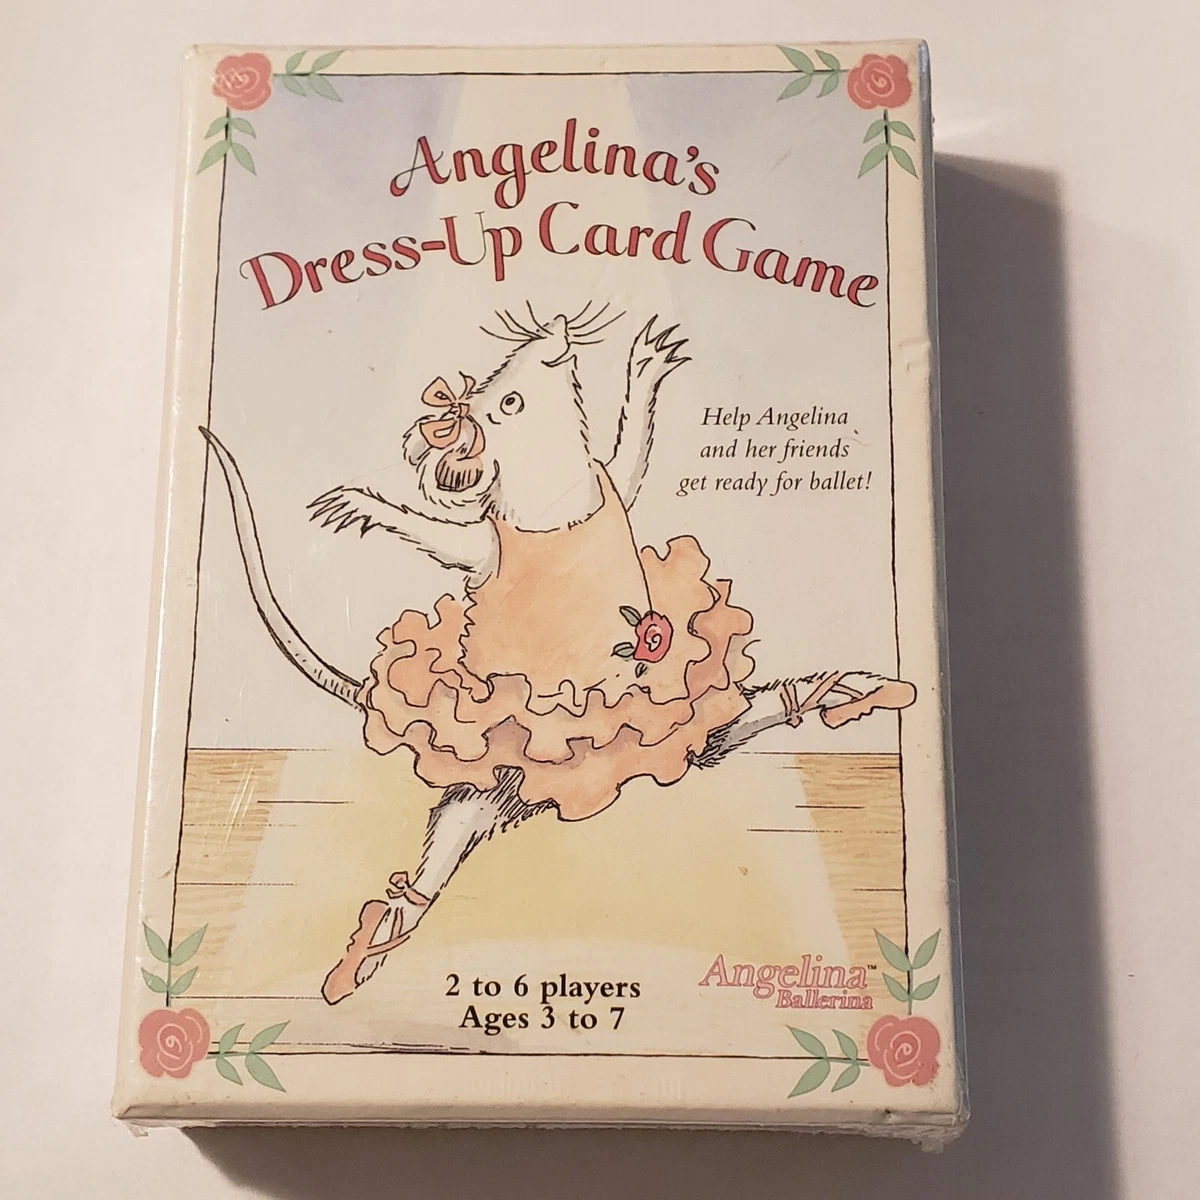 Angelina's
Dress-Up Card Game
Help Angelina
and her friends
get ready for ballet!
2 to 6 players
Ages 3 to 7
Angelina™
Ballerina